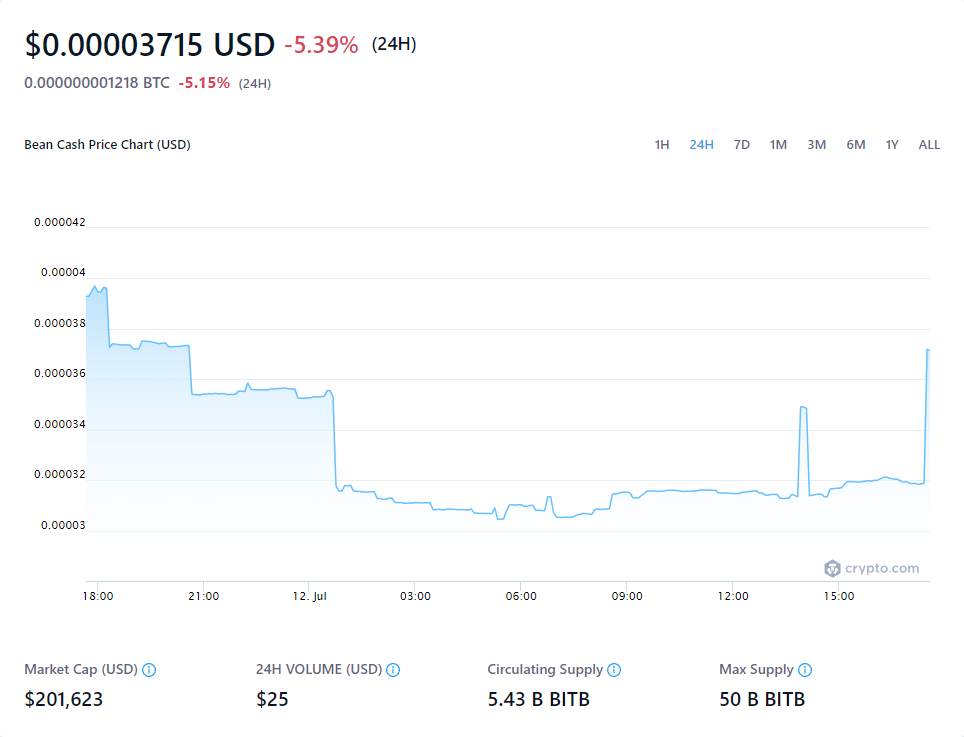 $0.00003715 USD -5.39% (24H)
0.000000001218 BTC -5.15% (24H)
Bean Cash Price Chart (USD) 1H 24H 7D 1M 3M 6M 1Y ALL
0.000042
0.00004
0.000038
0.000036
0.000034
0.000032
0.00003
crypto.com
18:00 21:00 12. Jul 03:00 06:00 09:00 12:00 15:00
Market Cap (USD) 24H VOLUME (USD) Circulating Supply Max Supply
$201,623 $25 5.43 B BITB 50 B BITB